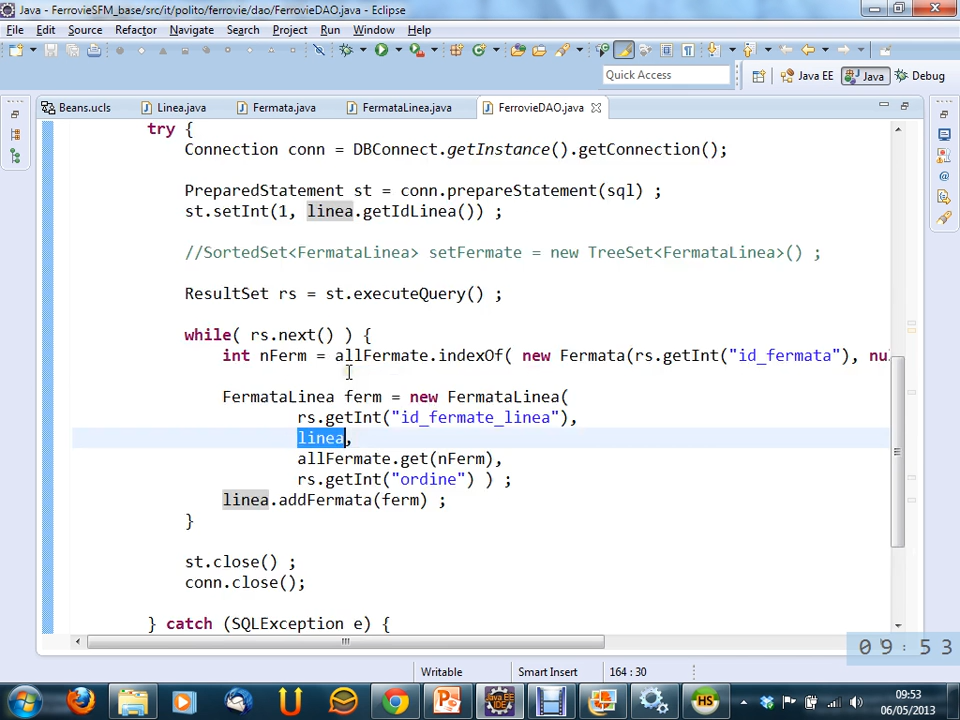 Java - FerrovieSFM_base/src/it/polito/ferrovie/dao/FerrovieDAO.java - Eclipse
File Edit Source Refactor Navigate Search Project Run Window Help
Quick Access
Java EE Java Debug
Beans.ucls Linea.java Fermata.java FermataLinea.java FerrovieDAO.java
try {
Connection conn = DBConnect.getInstance().getConnection();
PreparedStatement st = conn.prepareStatement(sql) ;
st.setInt(1, linea.getIdLinea()) ;
//SortedSet<FermataLinea> setFermate = new TreeSet<FermataLinea>() ;
ResultSet rs = st.executeQuery() ;
while( rs.next() ) {
int nFerm = allFermate.indexOf( new Fermata(rs.getInt("id_fermata"), nu
FermataLinea ferm = new FermataLinea(
rs.getInt("id_fermate_linea"),
linea,
allFermate.get(nFerm),
rs.getInt("ordine") ) ;
linea.addFermata(ferm) ;
}
st.close() ;
conn.close();
} catch (SQLException e) {
09:53
Writable Smart Insert 164 : 30
09:53
06/05/2013